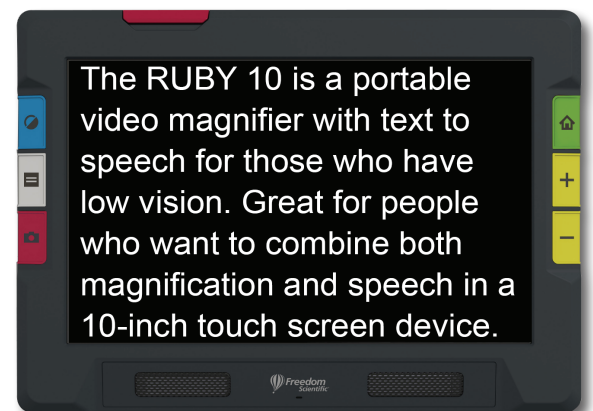 The RUBY 10 is a portable
video magnifier with text to
speech for those who have
low vision. Great for people
who want to combine both
magnification and speech in a
10-inch touch screen device.
Freedom
Scientific